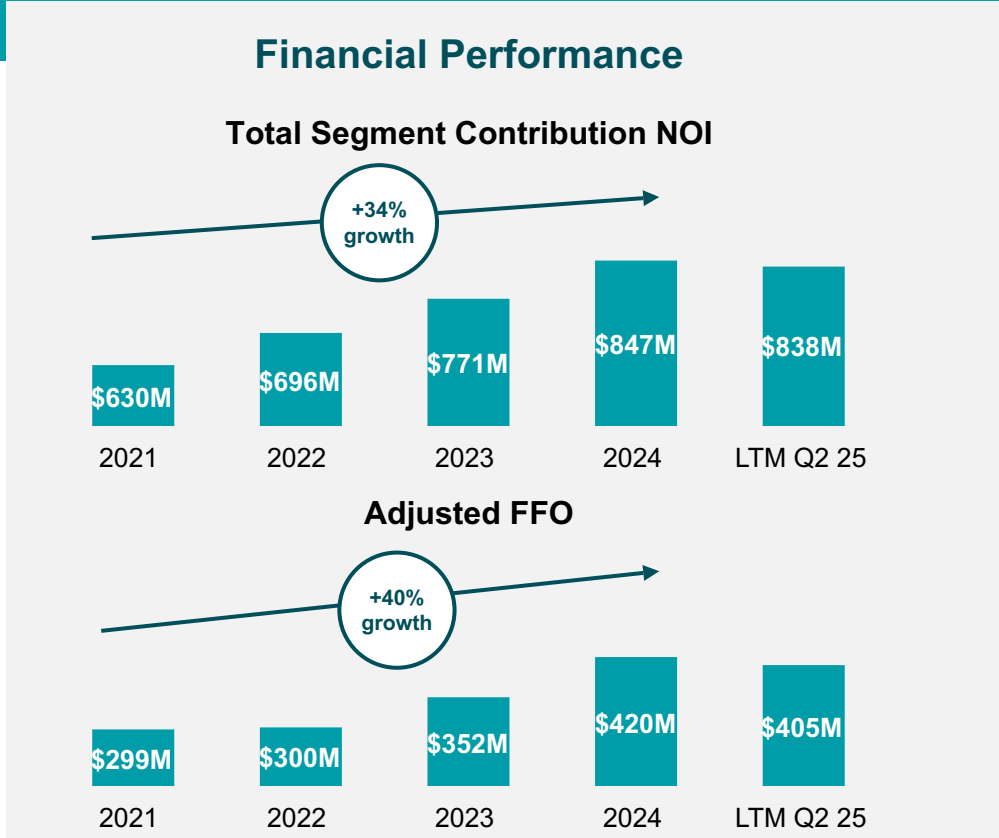 Financial Performance
Total Segment Contribution NOI
+34%
growth
$630M
$696M
$771M
$847M
$838M
2021
2022
2023
2024
LTM Q2 25
Adjusted FFO
+40%
growth
$299M
$300M
$352M
$420M
$405M
2021
2022
2023
2024
LTM Q2 25